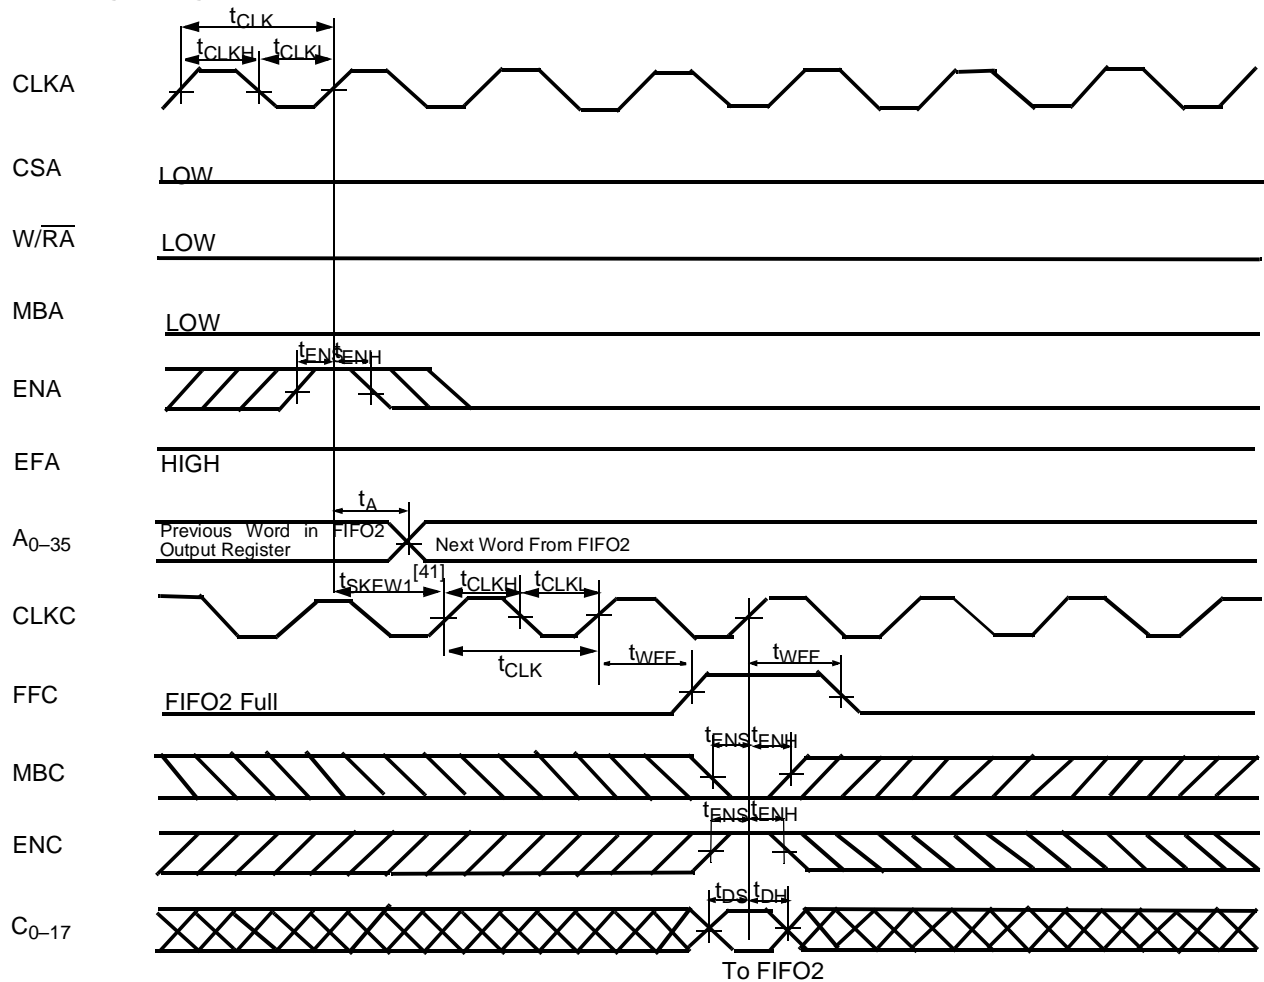 tCLK
tCLKH tCLKL
CLKA
CSA LOW
W/RA LOW
MBA LOW
tENS tENH
ENA
EFA HIGH
tA
A0–35 Previous Word in FIFO2 Output Register Next Word From FIFO2
tSKEW1[41] tCLKH tCLKL
CLKC
tCLK tWFF tWFF
FFC FIFO2 Full
tENS tENH
MBC
tENS tENH
ENC
tDS tDH
C0–17
To FIFO2